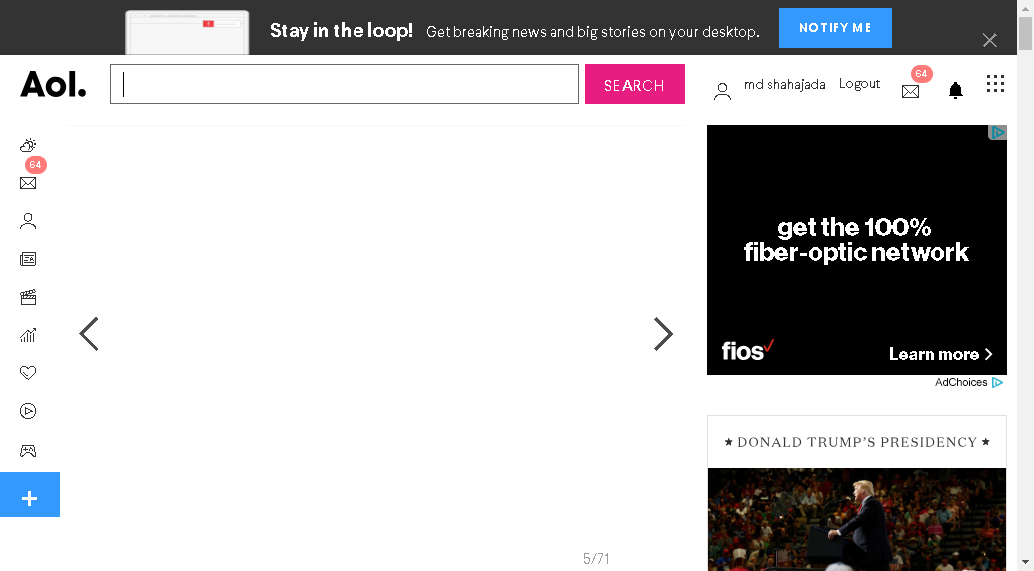 Stay in the loop! Get breaking news and big stories on your desktop. NOTIFY ME
Aol. SEARCH md shahajada Logout 64
64
get the 100%
fiber-optic network
fios
Learn more
AdChoices
DONALD TRUMP'S PRESIDENCY
5/71